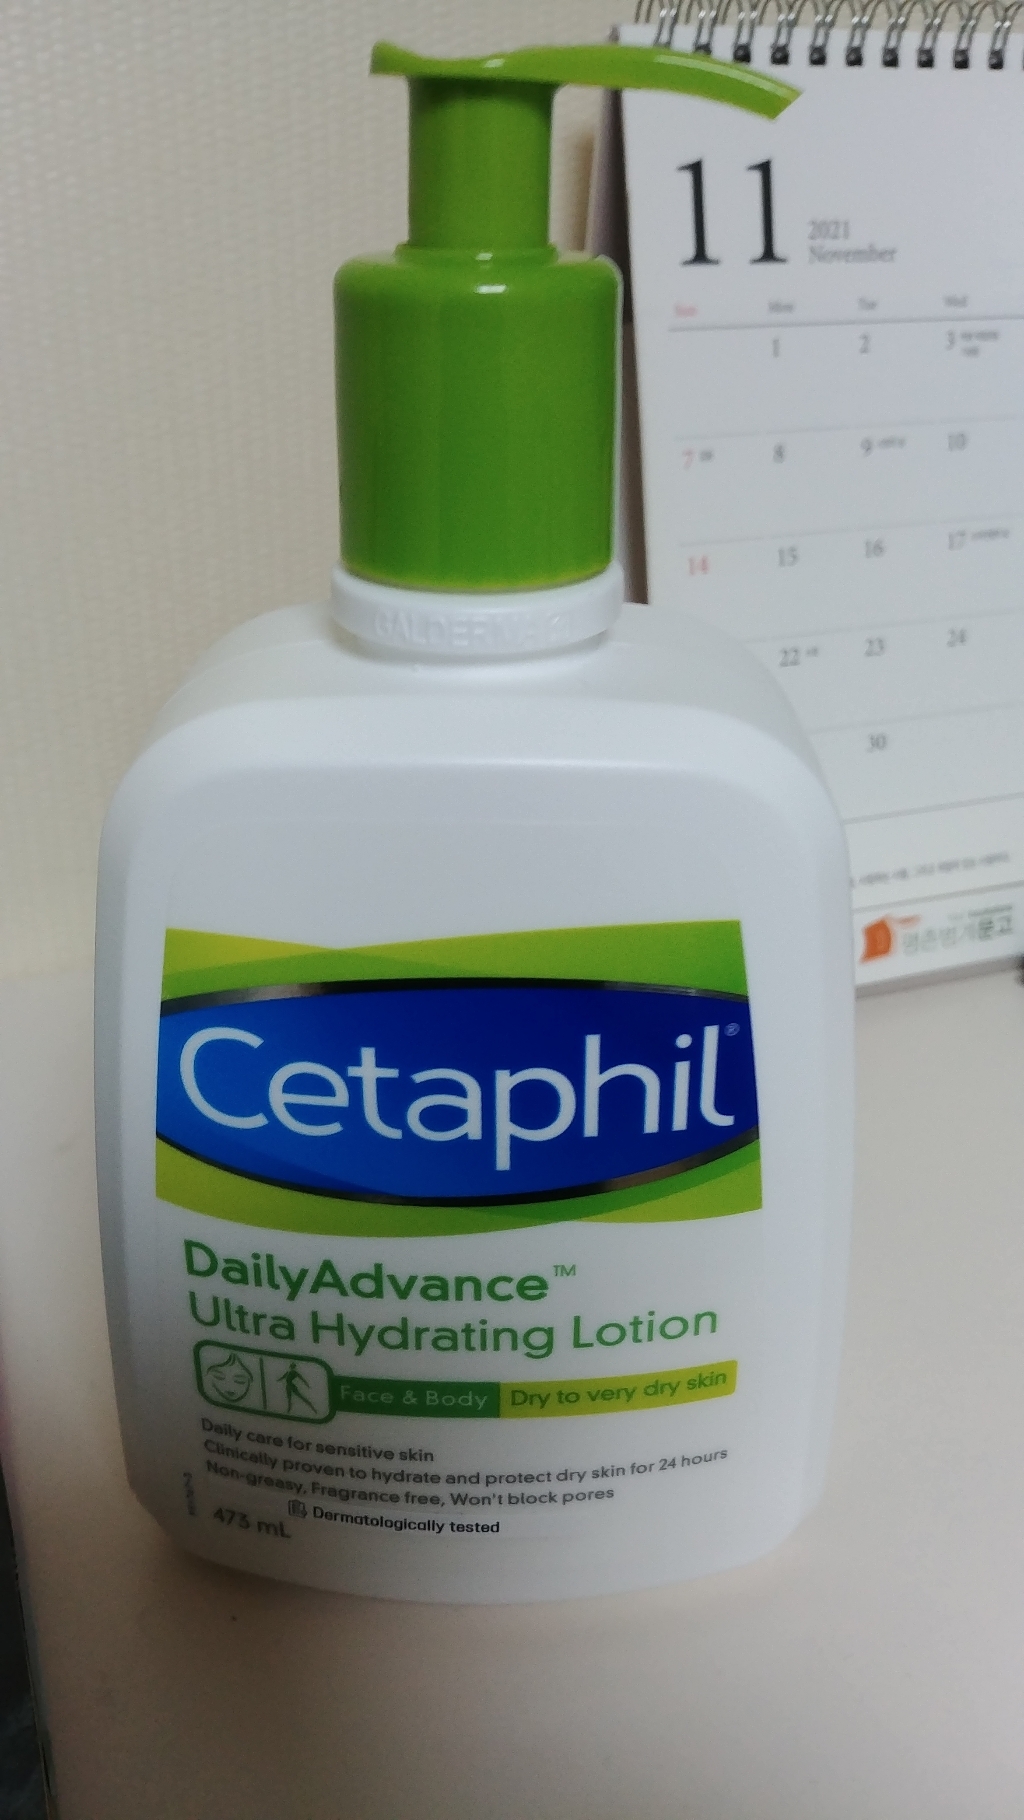 11
2021
November
Sun Mon Tue Wed
1 2 3
7 8 9 10
14 15 16 17
22 23 24
30
GALDERMA
Cetaphil®
DailyAdvance™
Ultra Hydrating Lotion
Face & Body Dry to very dry skin
Daily care for sensitive skin
Clinically proven to hydrate and protect dry skin for 24 hours
Non-greasy, Fragrance free, Won't block pores
Dermatologically tested
473 mL